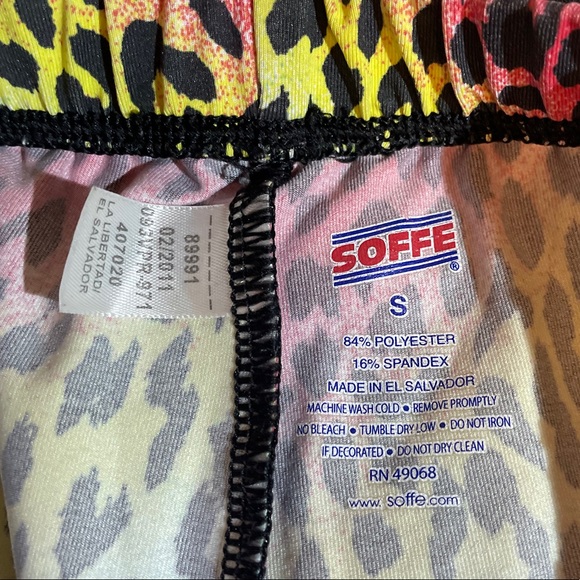 LA LIBERTAD/
EL SALVADOR
407020
1095VPR-971
02/2011
89991
SOFFE®
S
84% POLYESTER
16% SPANDEX
MADE IN EL SALVADOR
MACHINE WASH COLD • REMOVE PROMPTLY
NO BLEACH • TUMBLE DRY LOW • DO NOT IRON
IF DECORATED • DO NOT DRY CLEAN
RN 49068
www.soffe.com